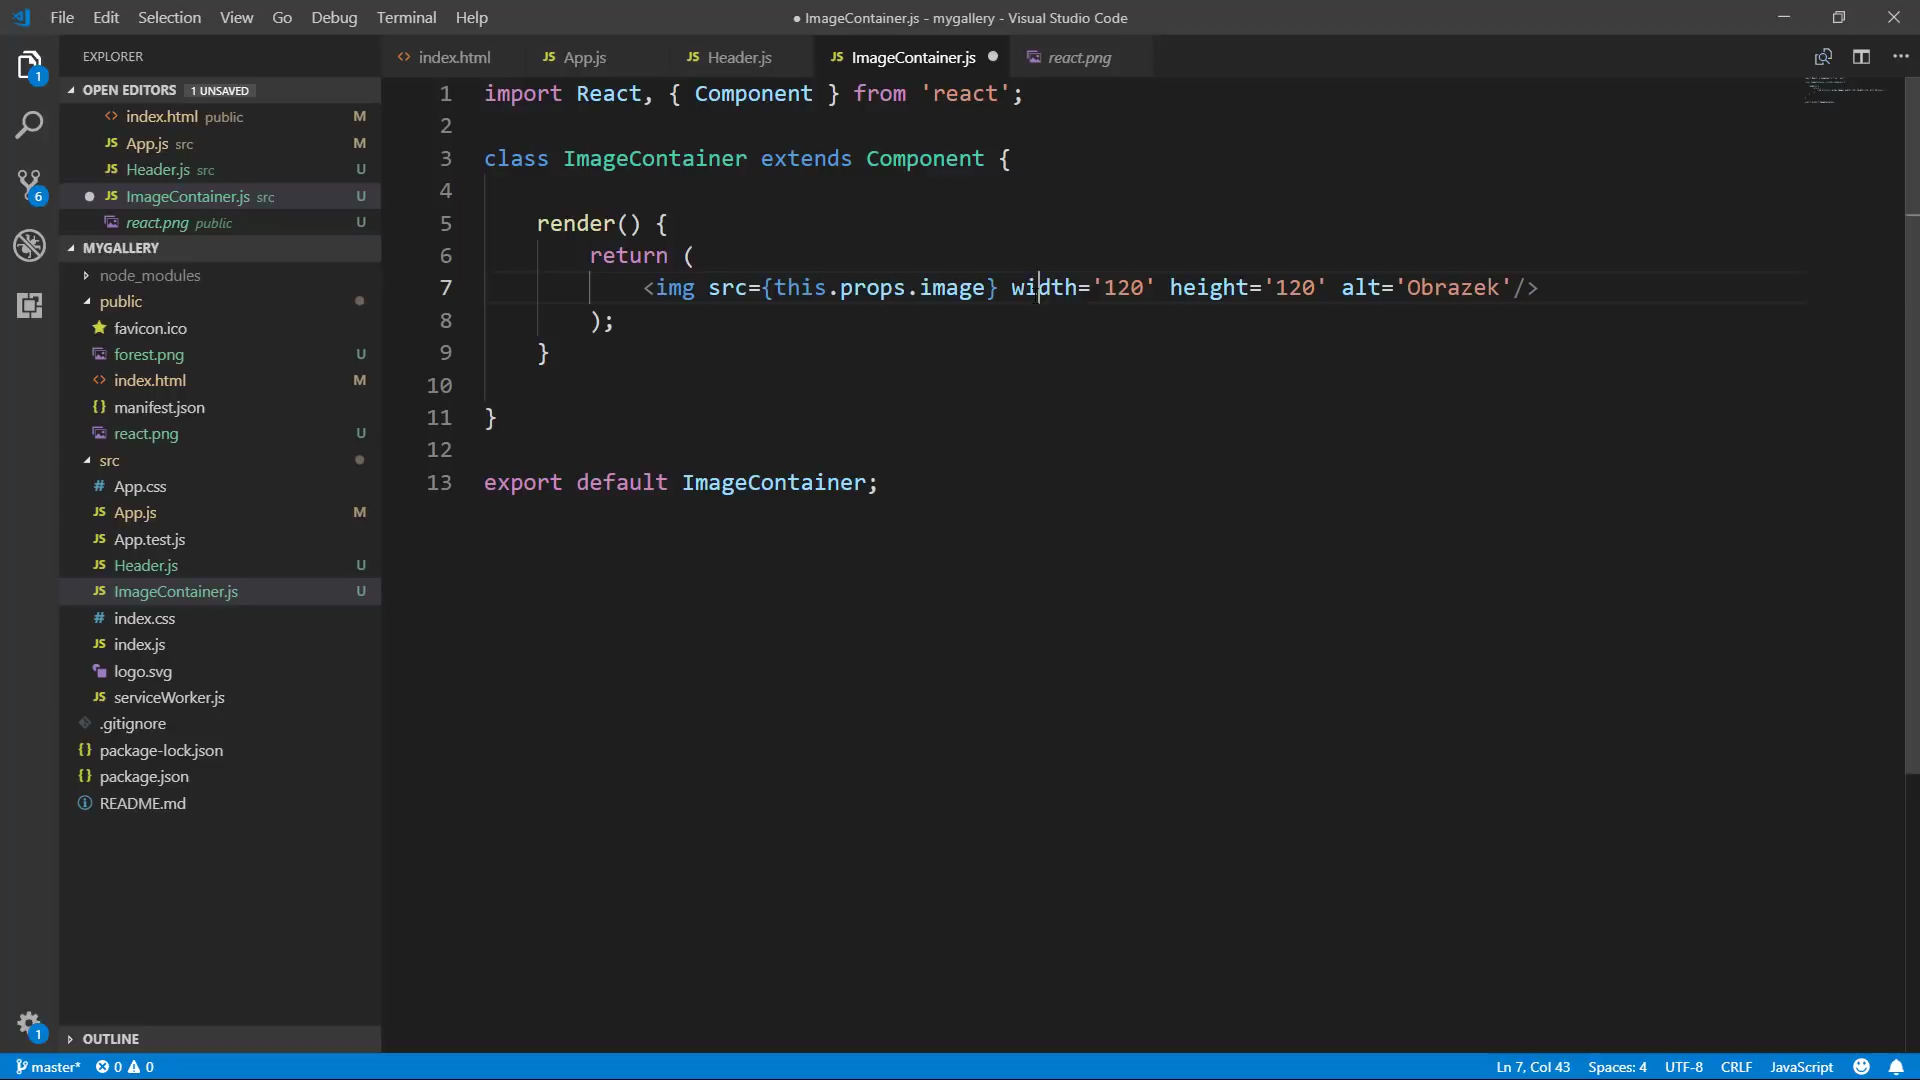 File Edit Selection View Go Debug Terminal Help
● ImageContainer.js - mygallery - Visual Studio Code
EXPLORER
OPEN EDITORS 1 UNSAVED
index.html public M
App.js src M
Header.js src U
ImageContainer.js src U
react.png public U
MYGALLERY
node_modules
public
favicon.ico
forest.png U
index.html M
manifest.json
react.png U
src
App.css
App.js M
App.test.js
Header.js U
ImageContainer.js U
index.css
index.js
logo.svg
serviceWorker.js
.gitignore
package-lock.json
package.json
README.md
OUTLINE
index.html App.js Header.js ImageContainer.js react.png
1 import React, { Component } from 'react';
2
3 class ImageContainer extends Component {
4
5 render() {
6 return (
7 <img src={this.props.image} width='120' height='120' alt='Obrazek'/>
8 );
9 }
10
11 }
12
13 export default ImageContainer;
1
6
1
master* 0 0 Ln 7, Col 43 Spaces: 4 UTF-8 CRLF JavaScript